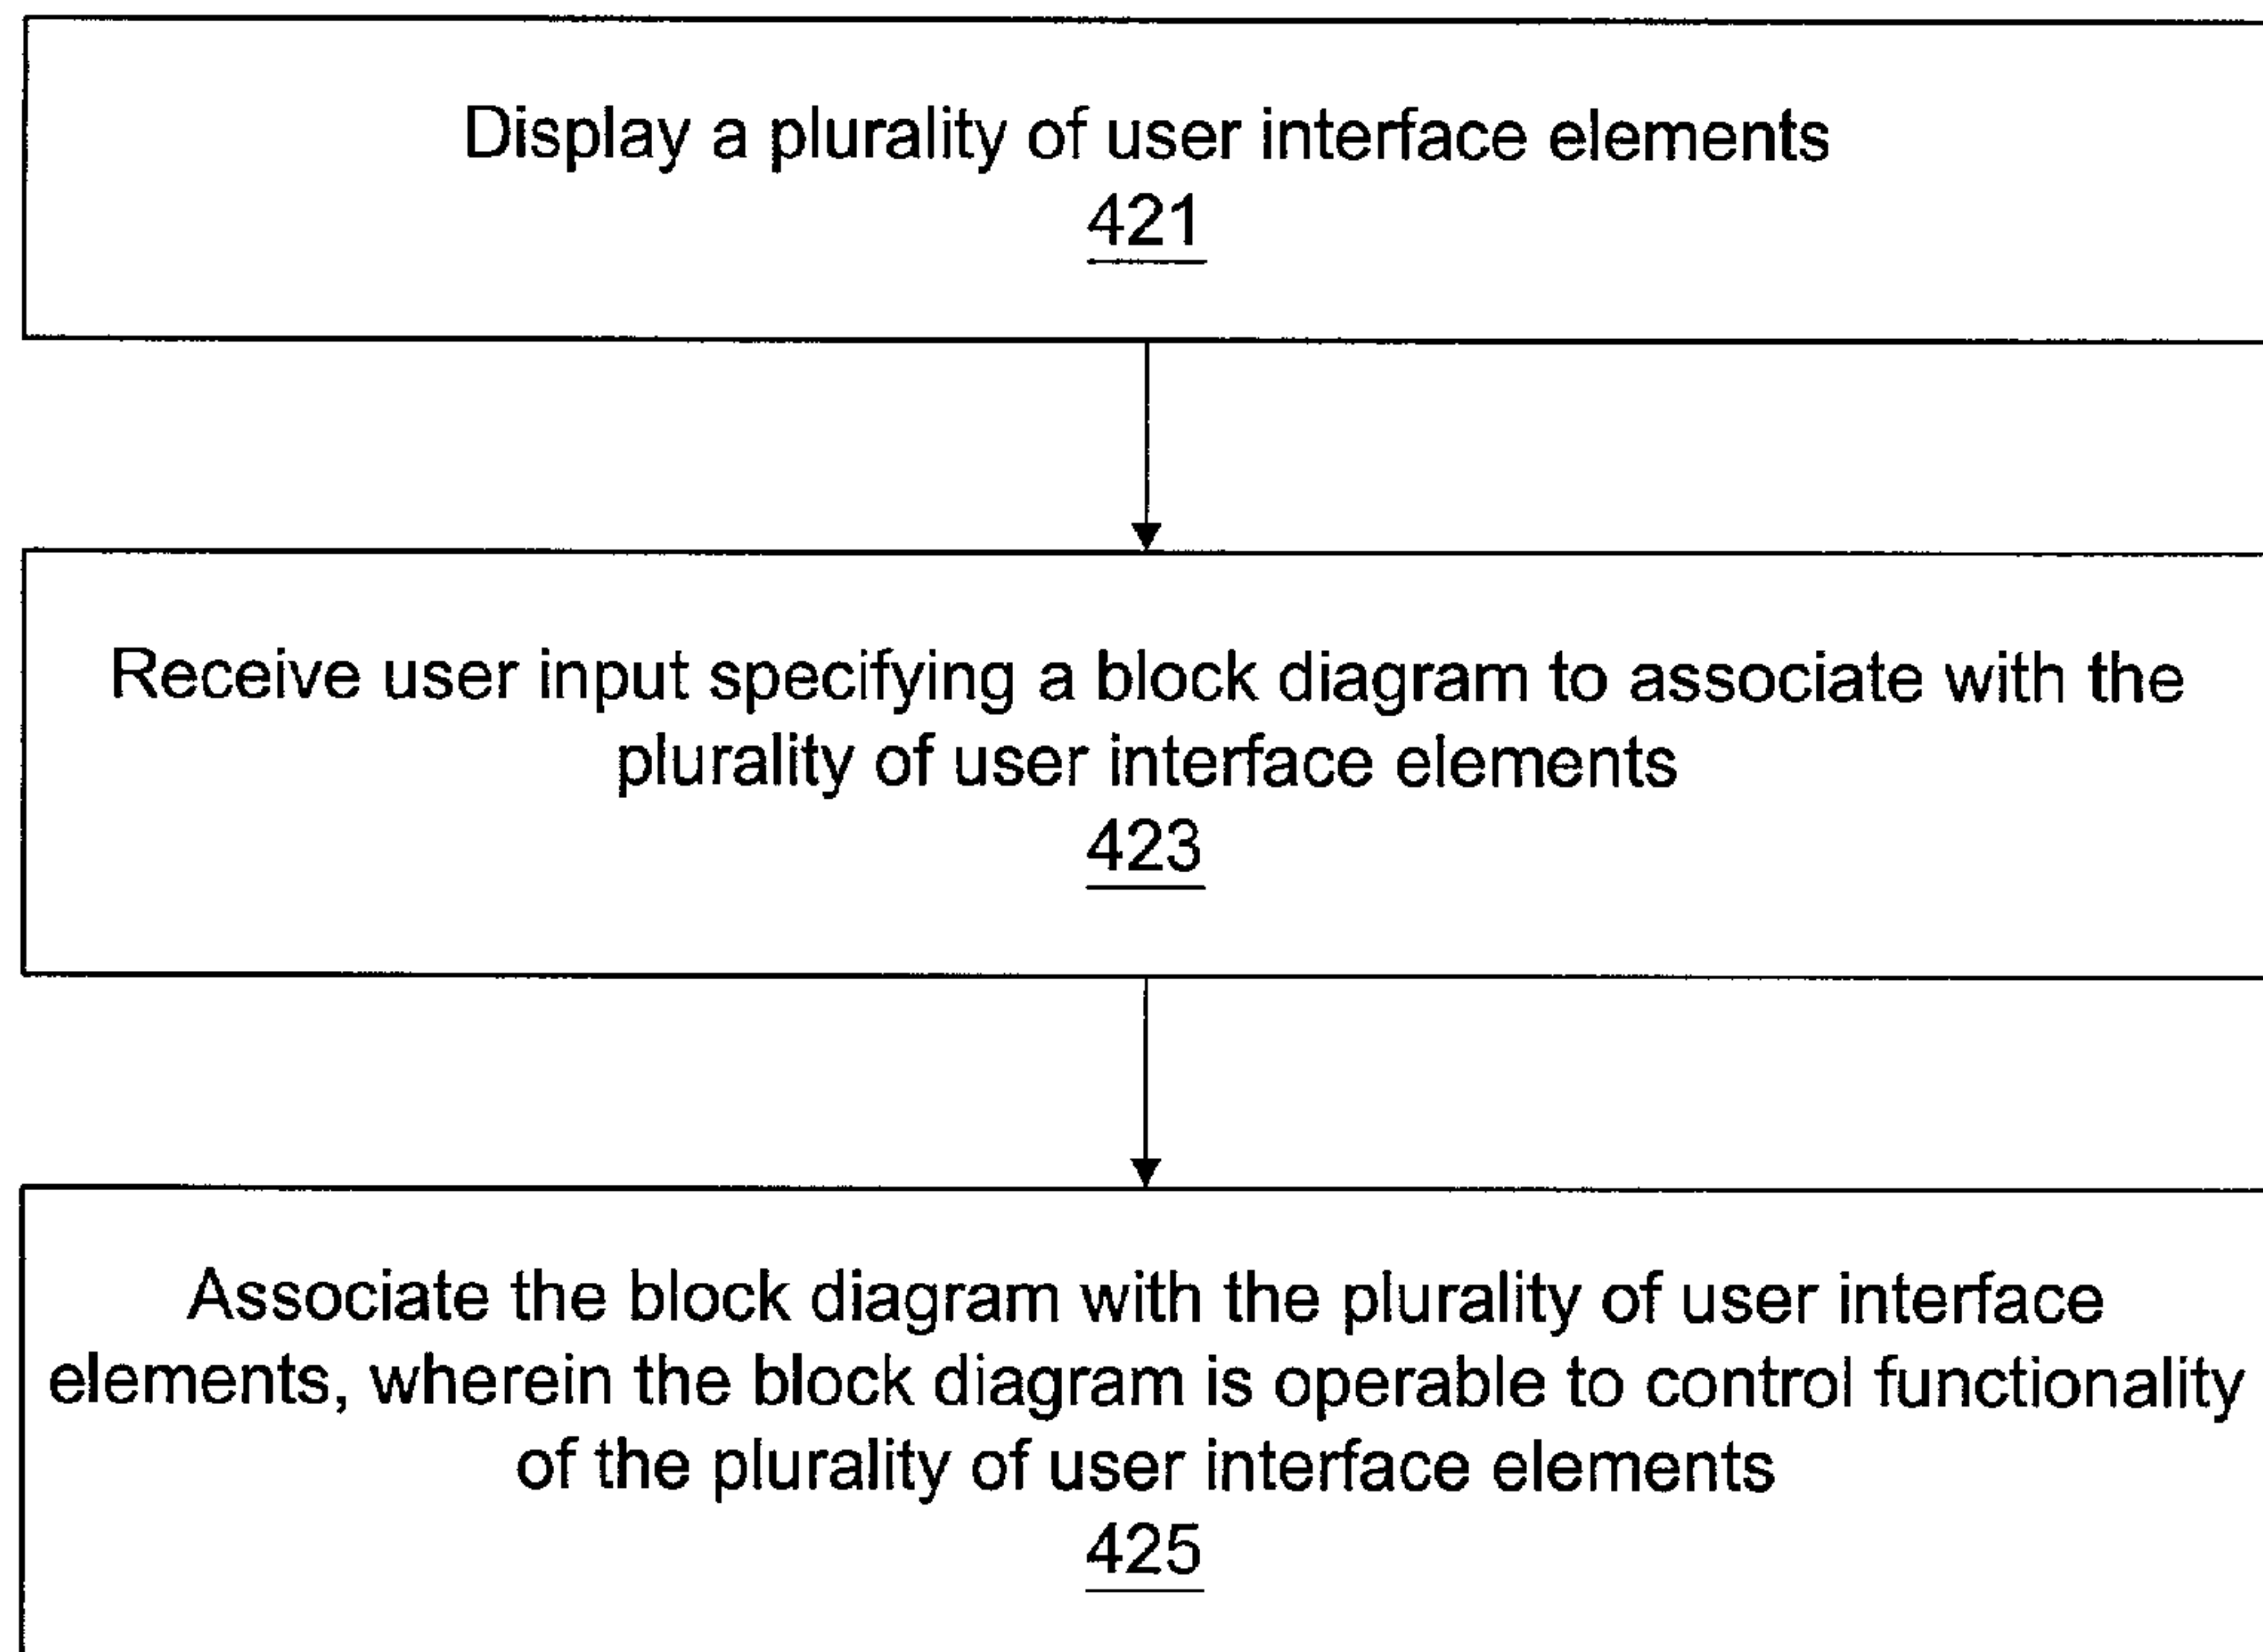 Display a plurality of user interface elements
421
Receive user input specifying a block diagram to associate with the
plurality of user interface elements
423
Associate the block diagram with the plurality of user interface
elements, wherein the block diagram is operable to control functionality
of the plurality of user interface elements
425